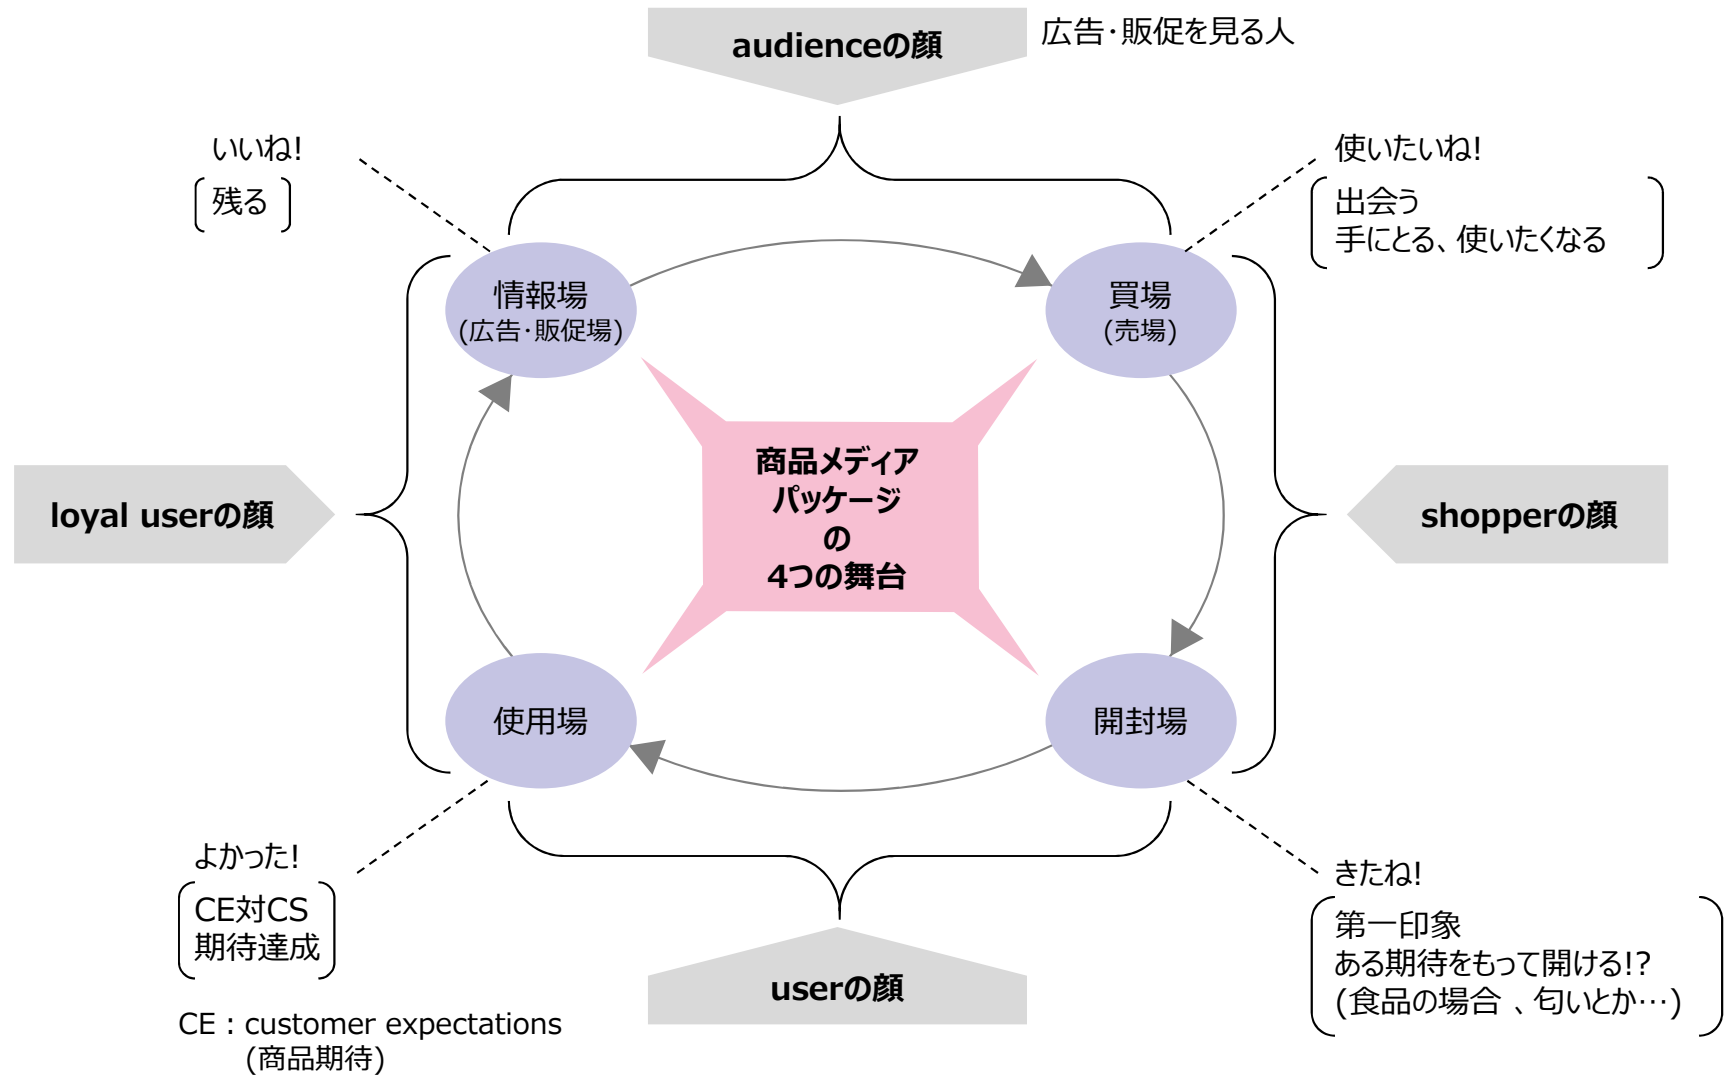 audienceの顔
広告・販促を見る人
いいね!
残る
使いたいね!
出会う
手にとる、使いたくなる
情報場
(広告・販促場)
買場
(売場)
商品メディア
パッケージ
の
4つの舞台
loyal userの顔
shopperの顔
使用場
開封場
よかった!
CE対CS
期待達成
きたね!
第一印象
ある期待をもって開ける!?
(食品の場合 、匂いとか…)
userの顔
CE : customer expectations
(商品期待)